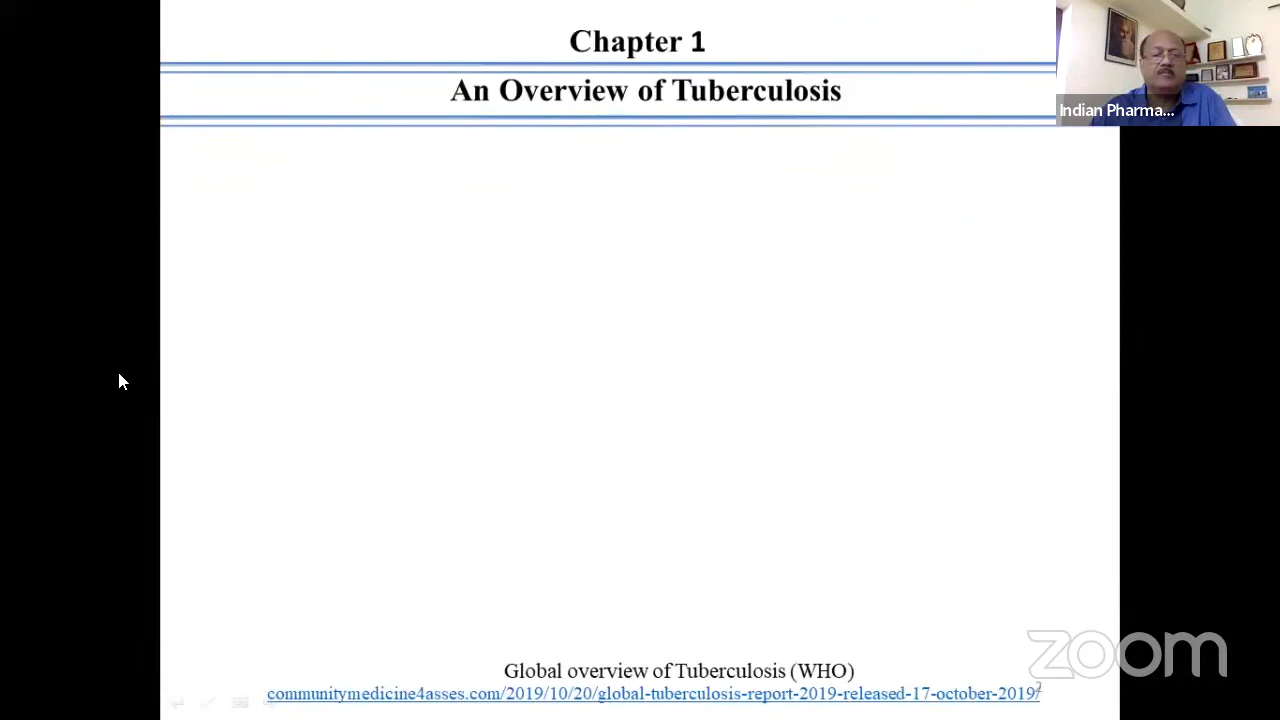 Chapter 1
An Overview of Tuberculosis
Indian Pharma...
Global overview of Tuberculosis (WHO)
communitymedicine4asses.com/2019/10/20/global-tuberculosis-report-2019-released-17-october-2019/
2
zoom